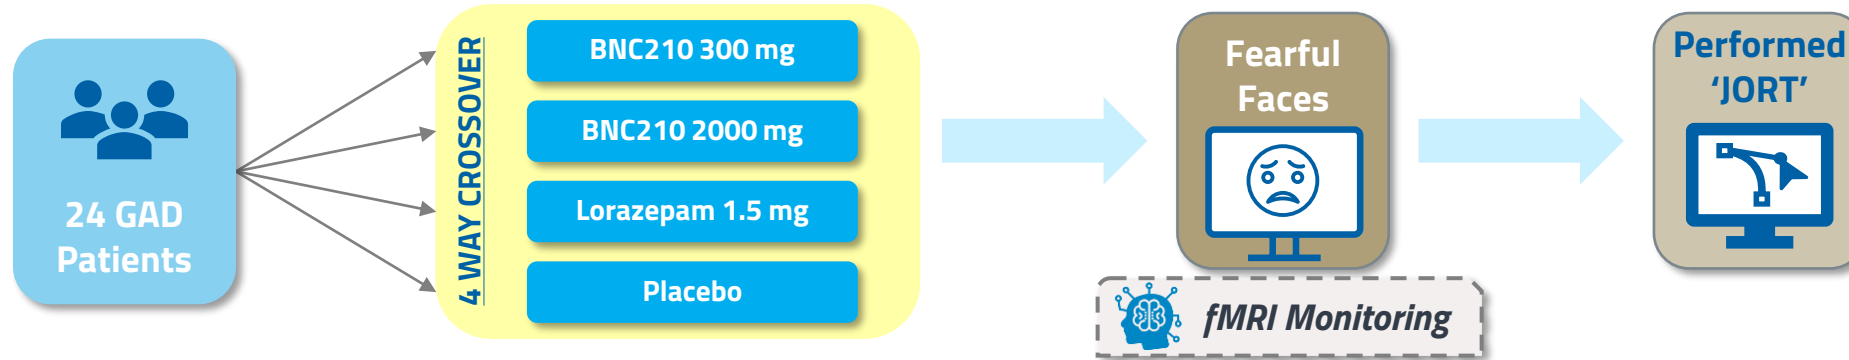 24 GAD
Patients
4 WAY CROSSOVER
BNC210 300 mg
BNC210 2000 mg
Lorazepam 1.5 mg
Placebo
Fearful
Faces
fMRI Monitoring
Performed
‘JORT’